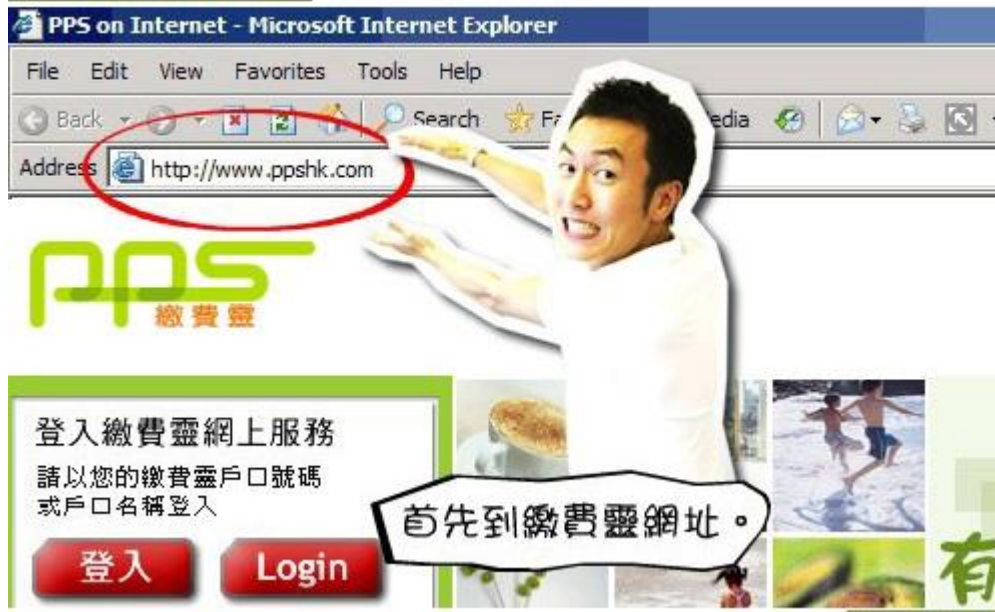 PPS on Internet - Microsoft Internet Explorer
File Edit View Favorites Tools Help
Back Search edia
Address http://www.ppshk.com
pps
繳費靈
登入繳費靈網上服務
請以您的繳費靈戶口號碼
或戶口名稱登入
登入 Login
首先到繳費靈網址。
有